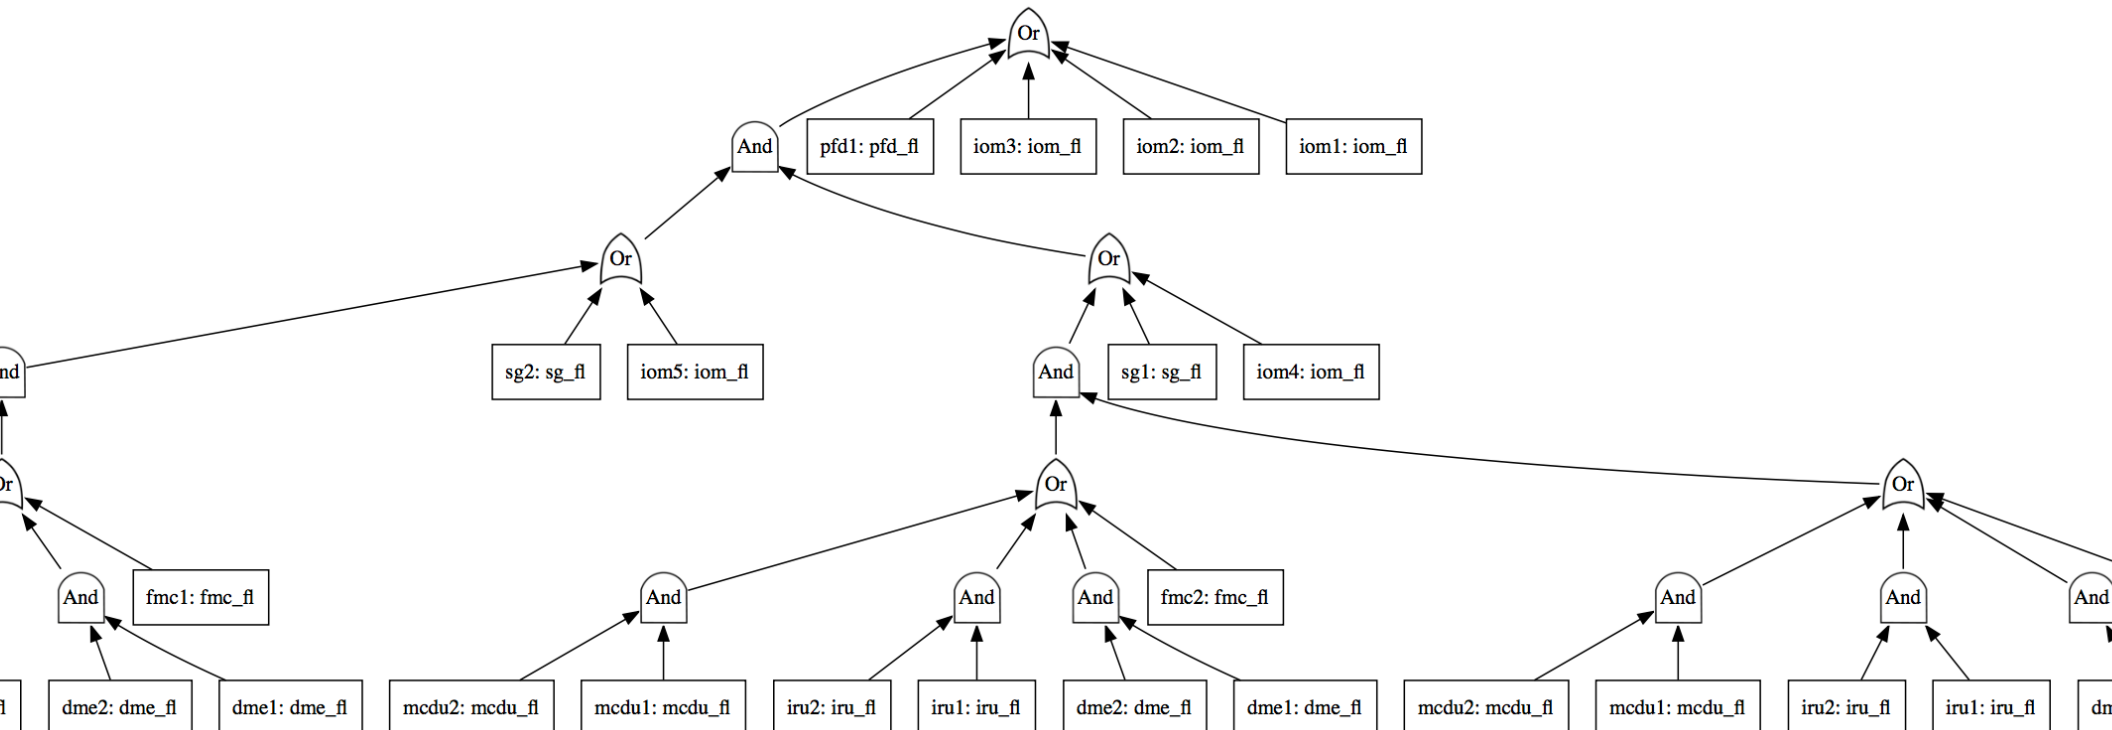 Or
And
pfd1: pfd_fl
iom3: iom_fl
iom2: iom_fl
iom1: iom_fl
Or
Or
sg2: sg_fl
iom5: iom_fl
And
sg1: sg_fl
iom4: iom_fl
Or
Or
And
fmc1: fmc_fl
And
And
And
fmc2: fmc_fl
And
And
And
dme2: dme_fl
dme1: dme_fl
mcdu2: mcdu_fl
mcdu1: mcdu_fl
iru2: iru_fl
iru1: iru_fl
dme2: dme_fl
dme1: dme_fl
mcdu2: mcdu_fl
mcdu1: mcdu_fl
iru2: iru_fl
iru1: iru_fl